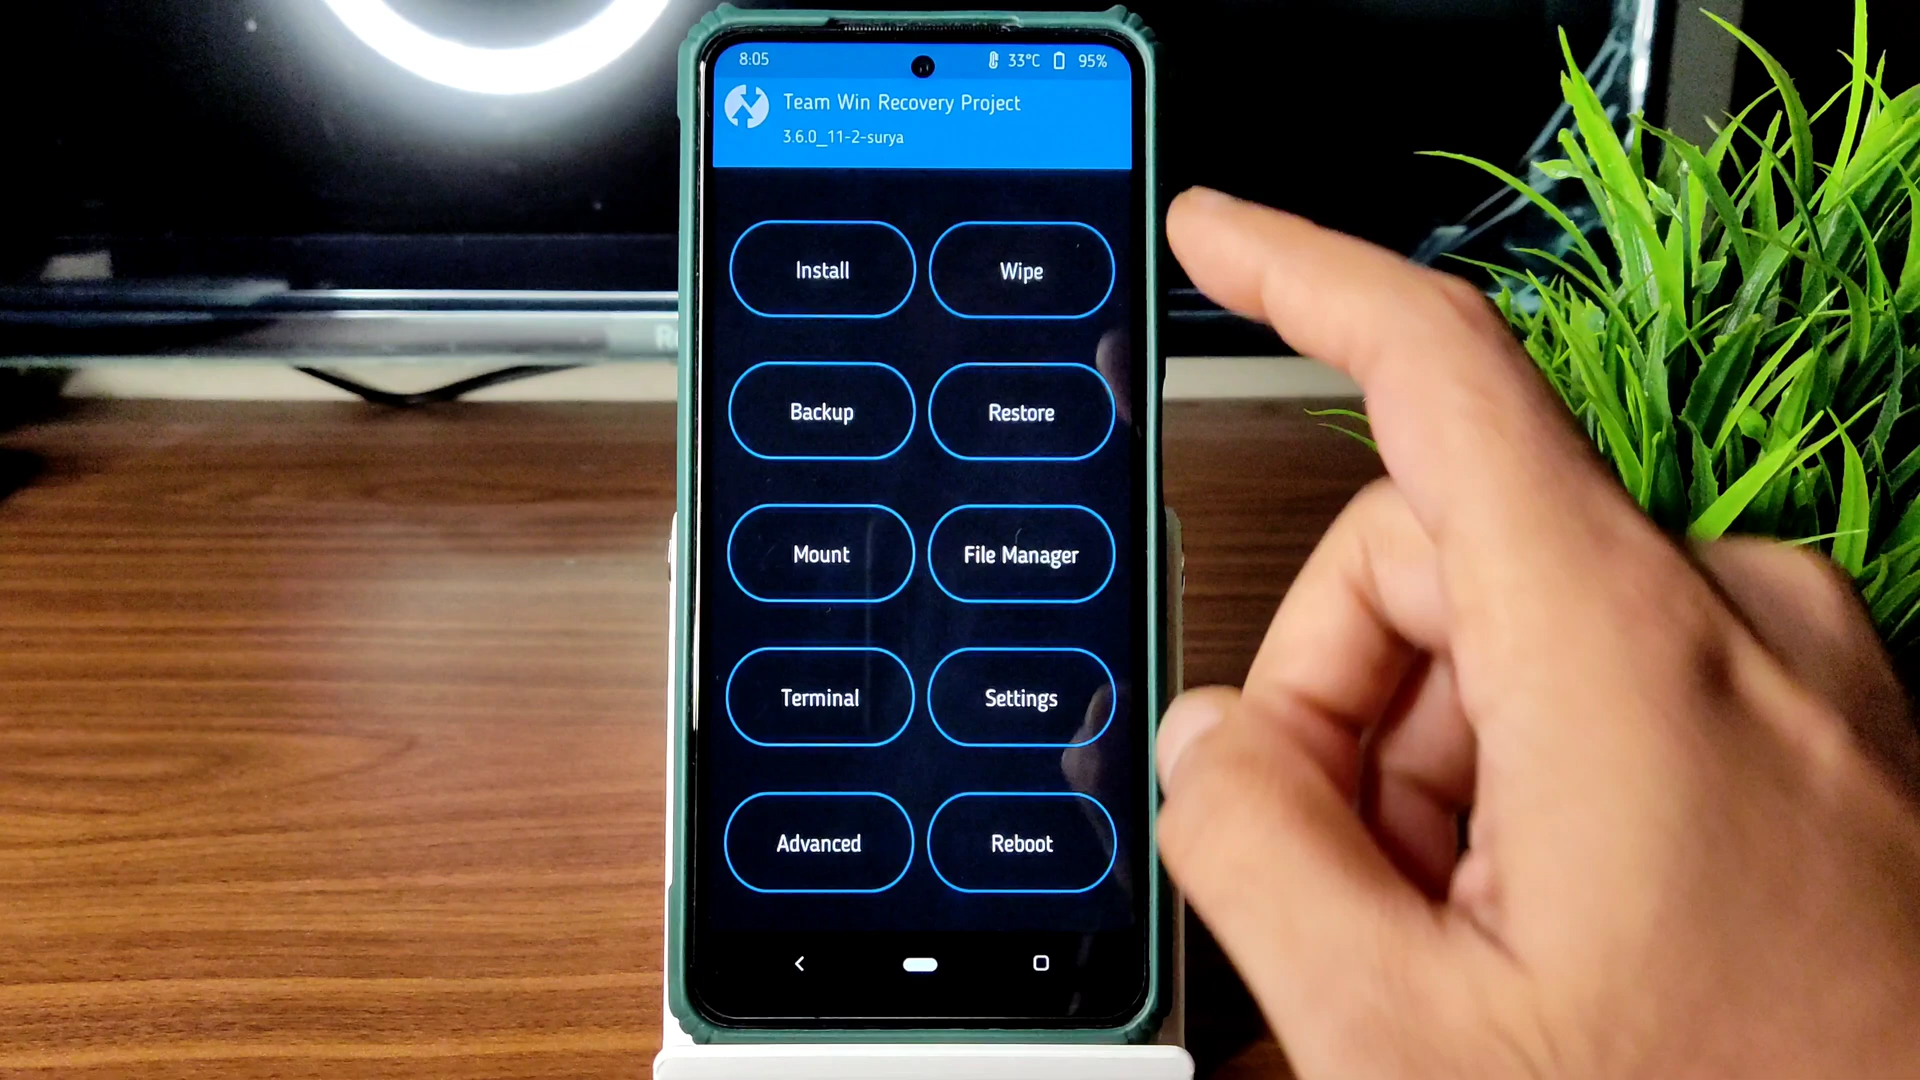 8:05 33°C 95%
Team Win Recovery Project
3.6.0_11-2-surya
Install Wipe
Backup Restore
Mount File Manager
Terminal Settings
Advanced Reboot